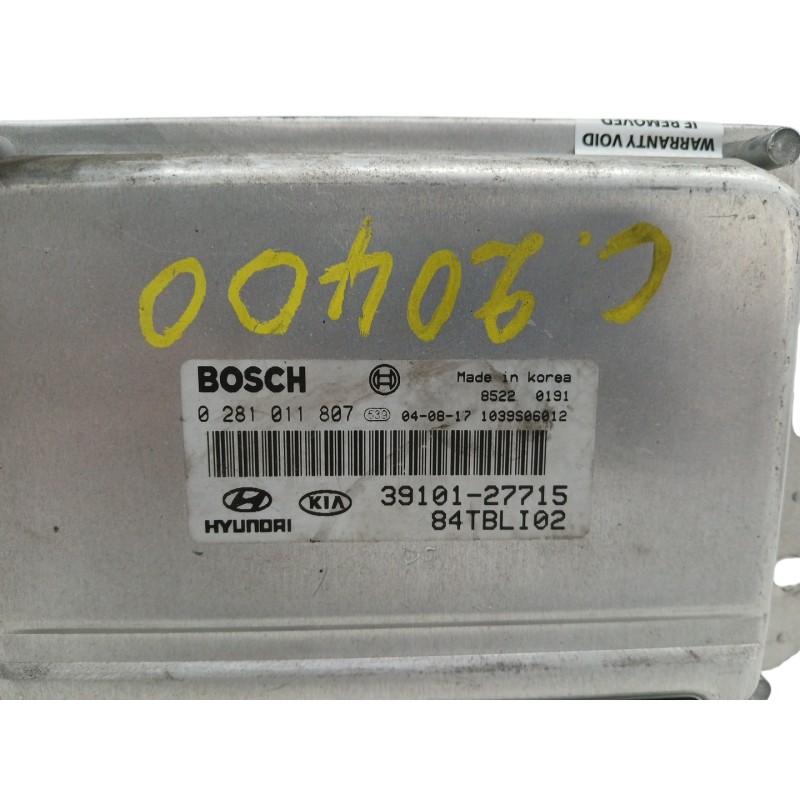 WARRANTY VOID
IF REMOVED
C.20400
BOSCH
Made in korea
8522 0191
0 281 011 807 539 04-08-17 1039S06012
39101-27715
HYUNDAI KIA
84TBLI02